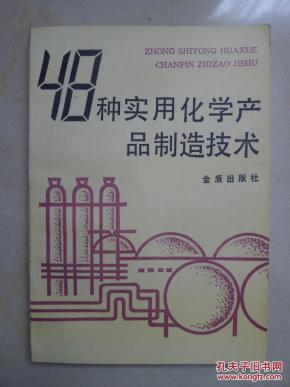 ZHONG SHIYONG HUAXUE
CHANPIN ZHIZAO JISHU
48种实用化学产
品制造技术
金盾出版社
孔夫子旧书网